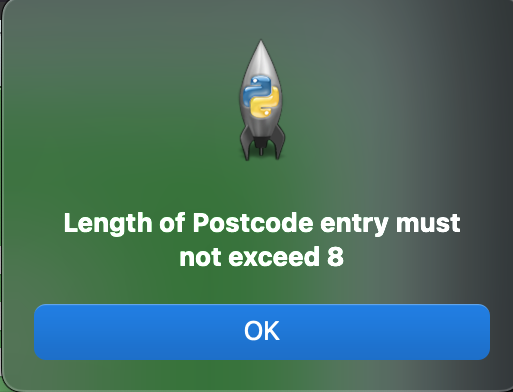 Length of Postcode entry must
not exceed 8
OK